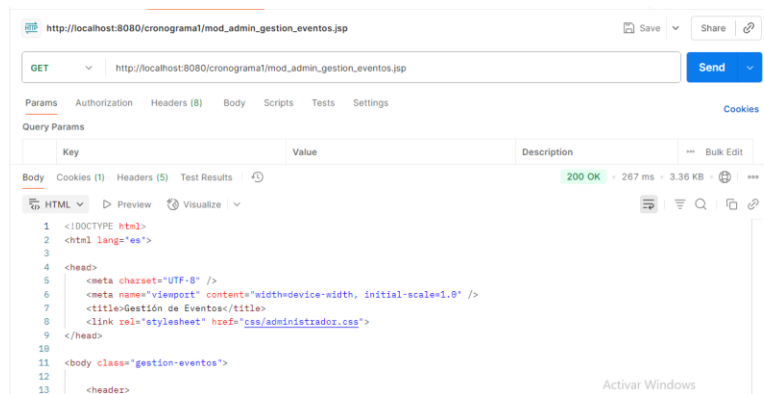 HTTP http://localhost:8080/cronograma1/mod_admin_gestion_eventos.jsp Save Share
GET http://localhost:8080/cronograma1/mod_admin_gestion_eventos.jsp Send
Params Authorization Headers (8) Body Scripts Tests Settings Cookies
Query Params
Key Value Description Bulk Edit
Body Cookies (1) Headers (5) Test Results 200 OK 267 ms 3.36 KB
HTML Preview Visualize
1 <!DOCTYPE html>
2 <html lang="es">
3
4 <head>
5 <meta charset="UTF-8" />
6 <meta name="viewport" content="width=device-width, initial-scale=1.0" />
7 <title>Gestión de Eventos</title>
8 <link rel="stylesheet" href="css/administrador.css">
9 </head>
10
11 <body class="gestion-eventos">
12
13 <header>
Activar Windows